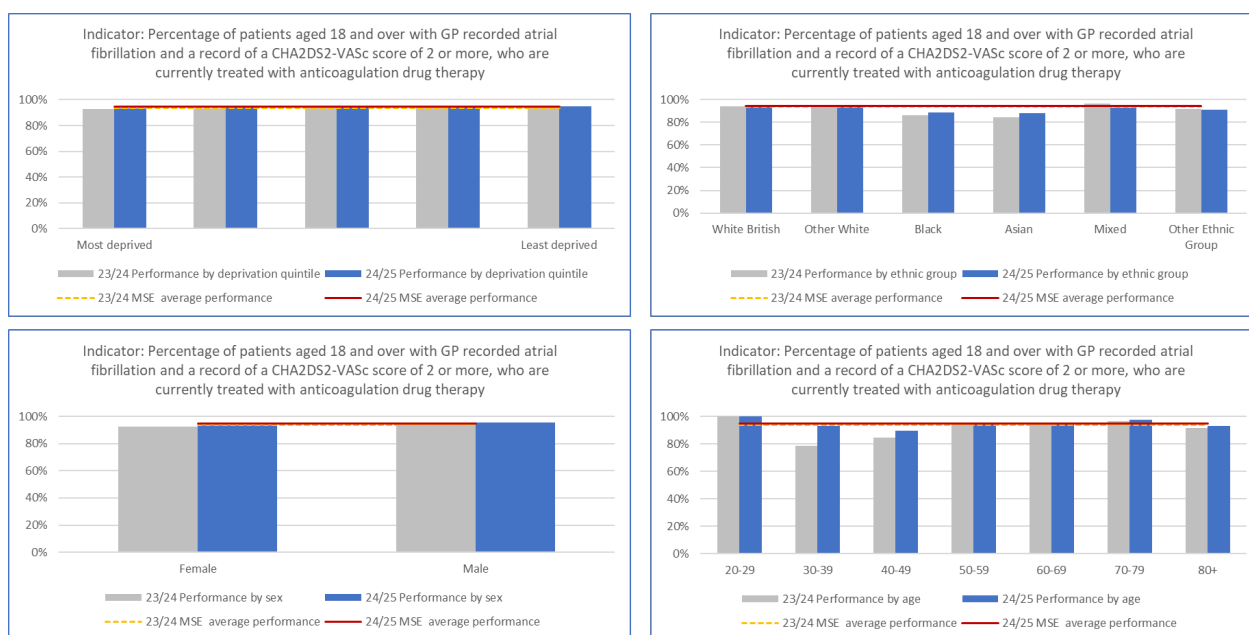 Indicator: Percentage of patients aged 18 and over with GP recorded atrial
fibrillation and a record of a CHA2DS2-VASc score of 2 or more, who are
currently treated with anticoagulation drug therapy
100%
80%
60%
40%
20%
0%
Most deprived
Least deprived
23/24 Performance by deprivation quintile
24/25 Performance by deprivation quintile
23/24 MSE average performance
24/25 MSE average performance
Indicator: Percentage of patients aged 18 and over with GP recorded atrial
fibrillation and a record of a CHA2DS2-VASc score of 2 or more, who are
currently treated with anticoagulation drug therapy
100%
80%
60%
40%
20%
0%
White British
Other White
Black
Asian
Mixed
Other Ethnic
Group
23/24 Performance by ethnic group
24/25 Performance by ethnic group
23/24 MSE average performance
24/25 MSE average performance
Indicator: Percentage of patients aged 18 and over with GP recorded atrial
fibrillation and a record of a CHA2DS2-VASc score of 2 or more, who are
currently treated with anticoagulation drug therapy
100%
80%
60%
40%
20%
0%
Female
Male
23/24 Performance by sex
24/25 Performance by sex
23/24 MSE average performance
24/25 MSE average performance
Indicator: Percentage of patients aged 18 and over with GP recorded atrial
fibrillation and a record of a CHA2DS2-VASc score of 2 or more, who are
currently treated with anticoagulation drug therapy
100%
80%
60%
40%
20%
0%
20-29
30-39
40-49
50-59
60-69
70-79
80+
23/24 Performance by age
24/25 Performance by age
23/24 MSE average performance
24/25 MSE average performance